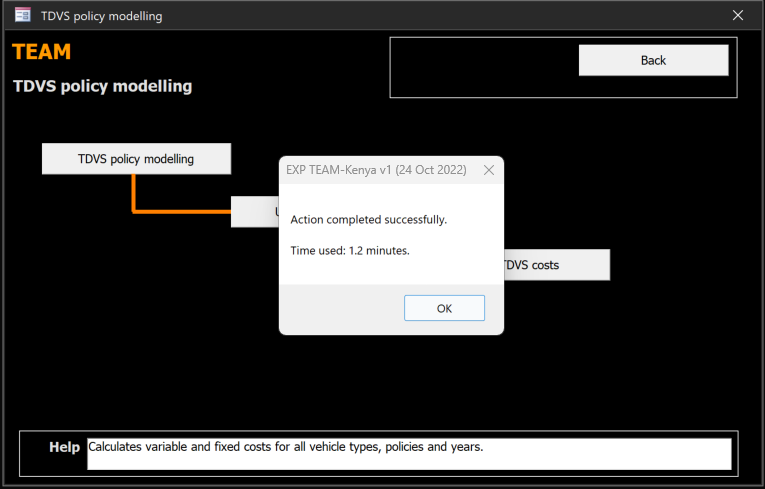 TDVS policy modelling
TEAM
Back
TDVS policy modelling
TDVS policy modelling
EXP TEAM-Kenya v1 (24 Oct 2022)
Action completed successfully.
Time used: 1.2 minutes.
TDVS costs
OK
Help
Calculates variable and fixed costs for all vehicle types, policies and years.